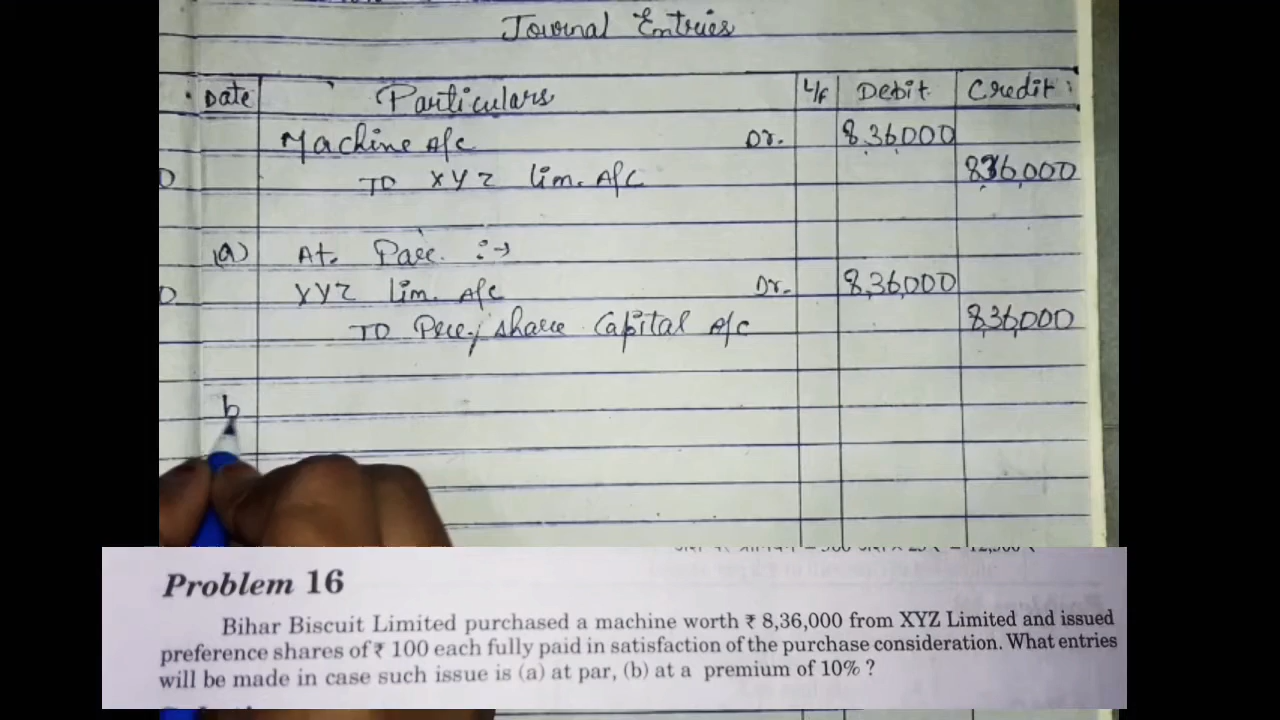 Journal Entries
Date Particulars L/f Debit Credit
Machine A/c Dr. 8,36,000
To XYZ lim. A/c 836,000
(a) At. Parr. :→
XYZ lim. A/c Dr. 8,36,000
To Prref share Capital A/c 8,36,000
b
Problem 16
Bihar Biscuit Limited purchased a machine worth ₹ 8,36,000 from XYZ Limited and issued
preference shares of ₹ 100 each fully paid in satisfaction of the purchase consideration. What entries
will be made in case such issue is (a) at par, (b) at a premium of 10% ?